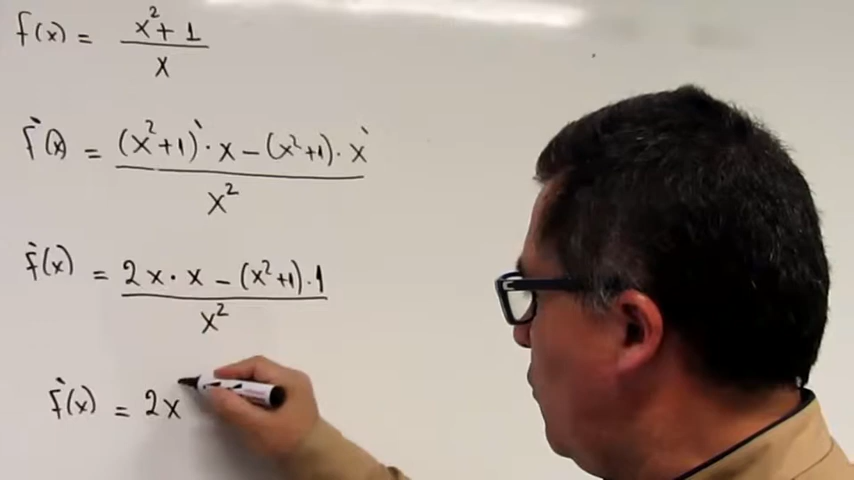 f(x) = (x²+1)/x
f'(x) = ((x²+1)'·x−(x²+1)·x')/x²
f'(x) = (2x·x−(x²+1)·1)/x²
f'(x) = 2x